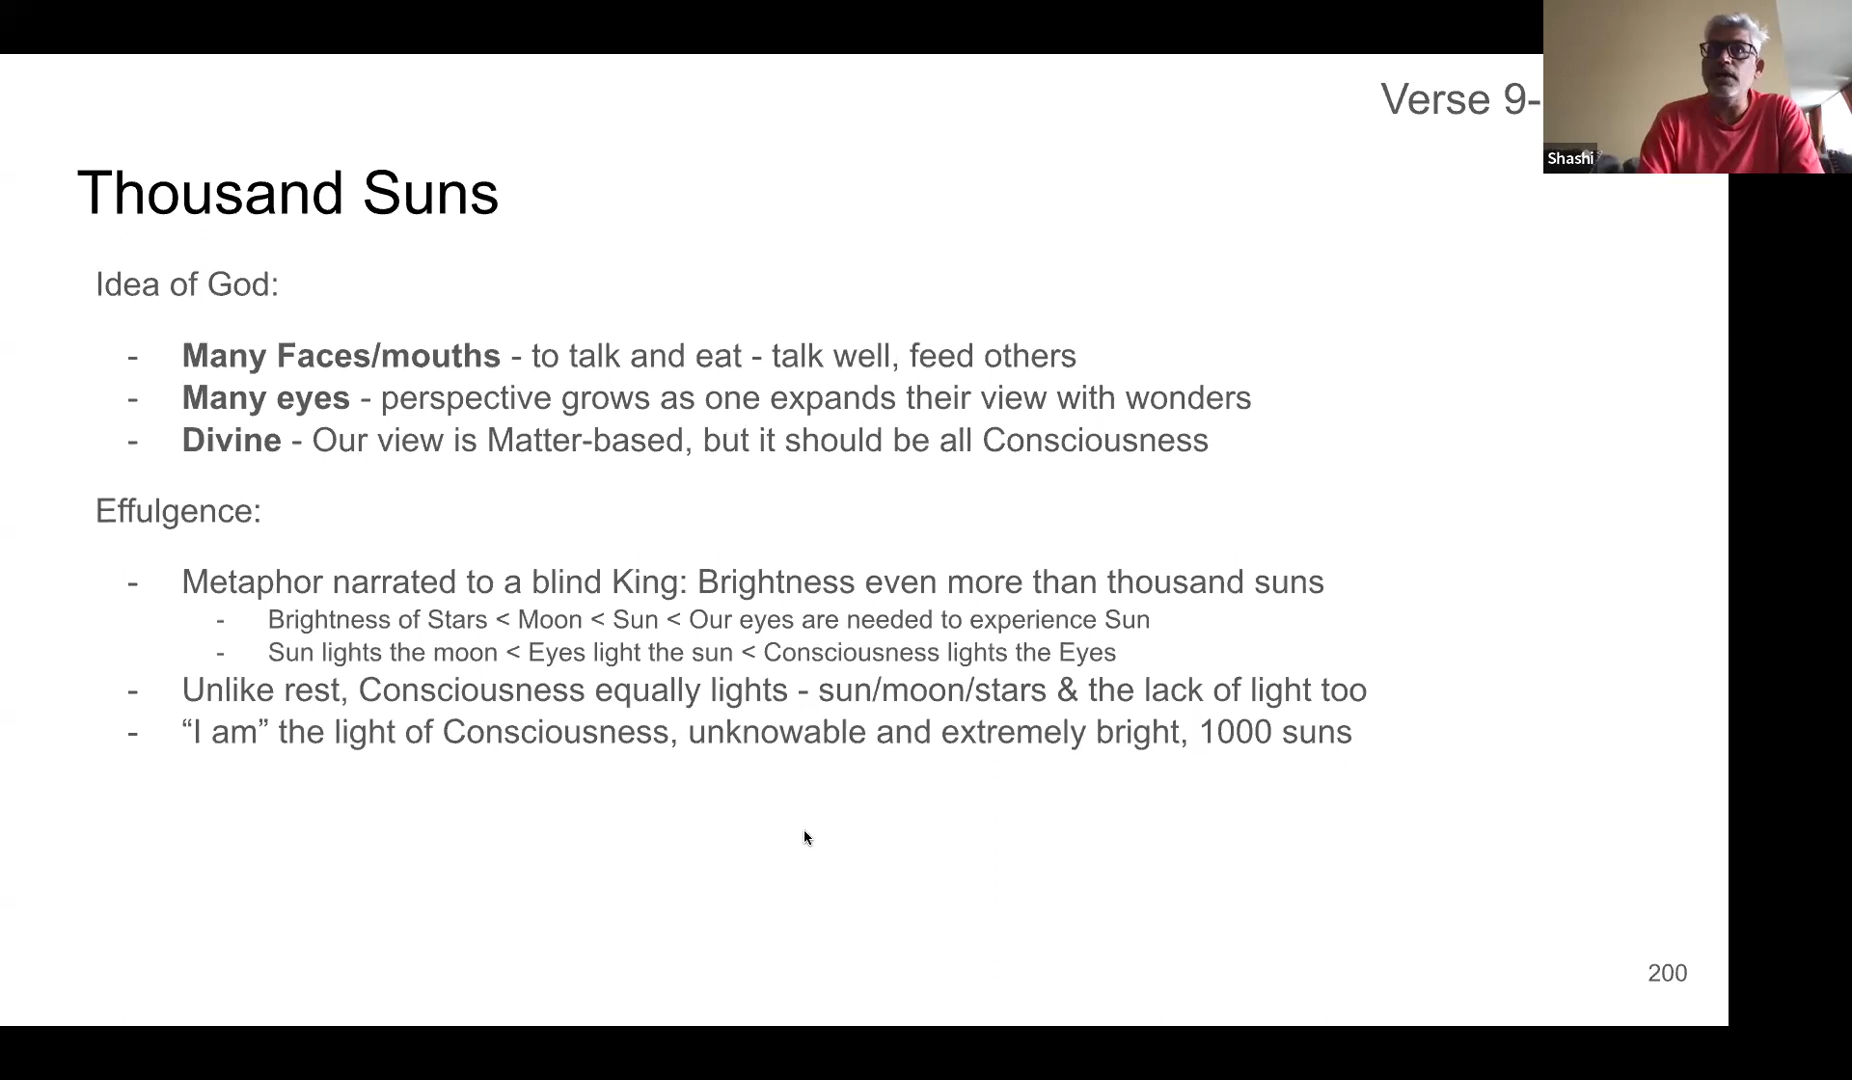 Verse 9-
Shashi
Thousand Suns
Idea of God:
- Many Faces/mouths - to talk and eat - talk well, feed others
- Many eyes - perspective grows as one expands their view with wonders
- Divine - Our view is Matter-based, but it should be all Consciousness
Effulgence:
- Metaphor narrated to a blind King: Brightness even more than thousand suns
- Brightness of Stars < Moon < Sun < Our eyes are needed to experience Sun
- Sun lights the moon < Eyes light the sun < Consciousness lights the Eyes
- Unlike rest, Consciousness equally lights - sun/moon/stars & the lack of light too
- “I am” the light of Consciousness, unknowable and extremely bright, 1000 suns
200